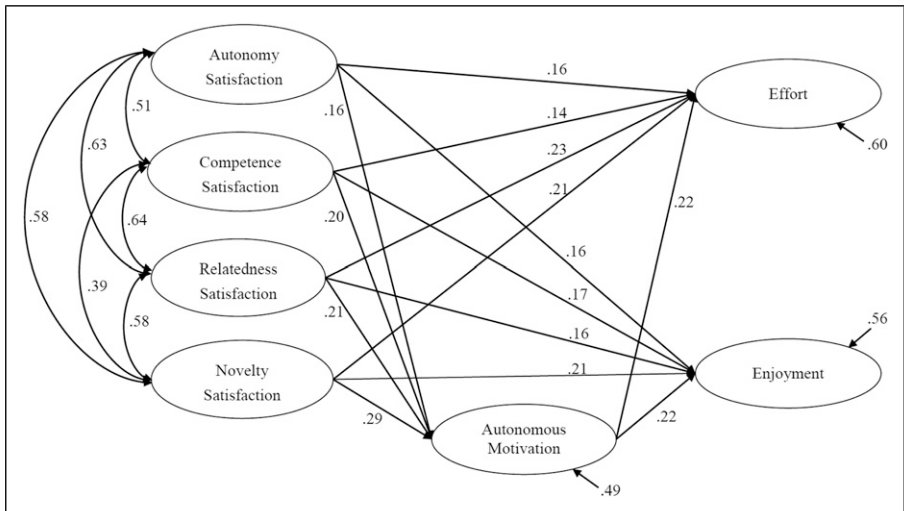 Autonomy
Satisfaction
.16
Effort
.51
.16
.14
.60
.63
Competence
Satisfaction
.23
.21
.58
.64
.20
.22
Relatedness
Satisfaction
.16
.39
.17
.58
.21
.16
.56
Novelty
Satisfaction
.21
Enjoyment
.29
Autonomous
Motivation
.22
.49